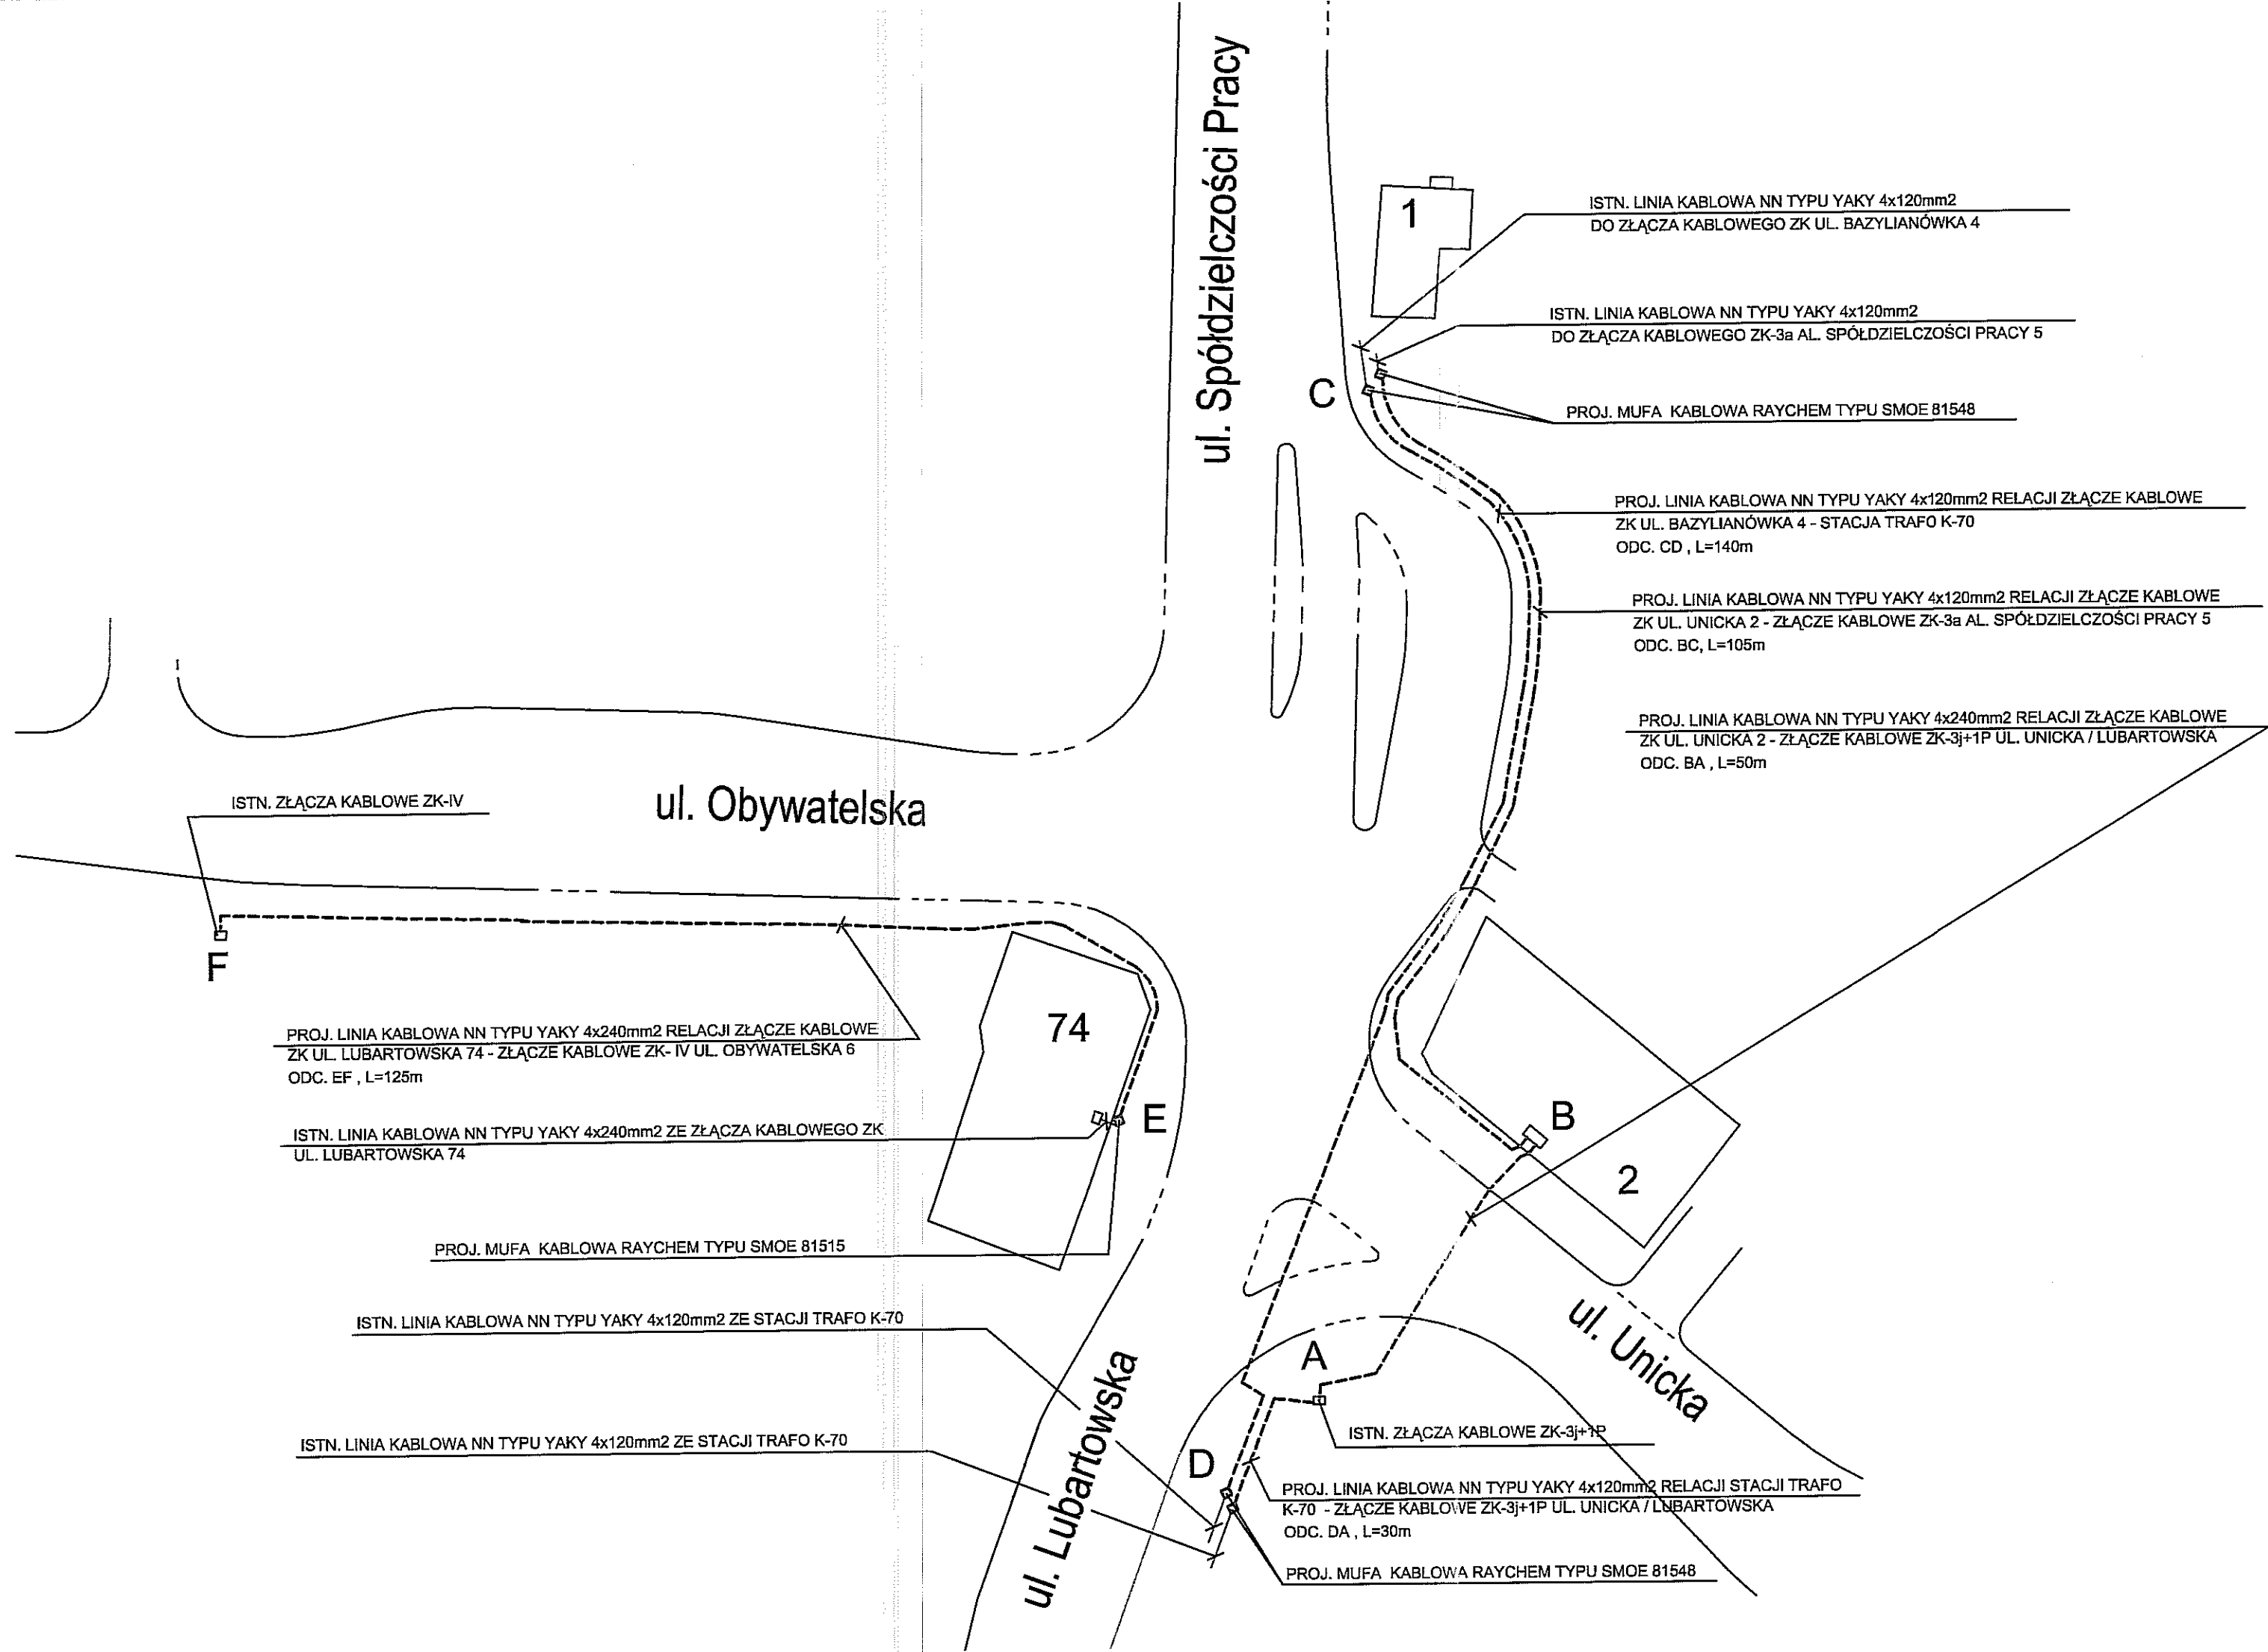 ul. Spółdzielczości Pracy
1
ISTN. LINIA KABLOWA NN TYPU YAKY 4x120mm2
DO ZŁĄCZA KABLOWEGO ZK UL. BAZYLIANÓWKA 4
ISTN. LINIA KABLOWA NN TYPU YAKY 4x120mm2
DO ZŁĄCZA KABLOWEGO ZK-3a AL. SPÓŁDZIELCZOŚCI PRACY 5
C
PROJ. MUFA KABLOWA RAYCHEM TYPU SMOE 81548
PROJ. LINIA KABLOWA NN TYPU YAKY 4x120mm2 RELACJI ZŁĄCZE KABLOWE
ZK UL. BAZYLIANÓWKA 4 - STACJA TRAFO K-70
ODC. CD , L=140m
PROJ. LINIA KABLOWA NN TYPU YAKY 4x120mm2 RELACJI ZŁĄCZE KABLOWE
ZK UL. UNICKA 2 - ZŁĄCZE KABLOWE ZK-3a AL. SPÓŁDZIELCZOŚCI PRACY 5
ODC. BC, L=105m
PROJ. LINIA KABLOWA NN TYPU YAKY 4x240mm2 RELACJI ZŁĄCZE KABLOWE
ZK UL. UNICKA 2 - ZŁĄCZE KABLOWE ZK-3j+1P UL. UNICKA / LUBARTOWSKA
ODC. BA , L=50m
ISTN. ZŁĄCZA KABLOWE ZK-IV
ul. Obywatelska
F
74
PROJ. LINIA KABLOWA NN TYPU YAKY 4x240mm2 RELACJI ZŁĄCZE KABLOWE
ZK UL. LUBARTOWSKA 74 - ZŁĄCZE KABLOWE ZK- IV UL. OBYWATELSKA 6
ODC. EF , L=125m
E
B
ISTN. LINIA KABLOWA NN TYPU YAKY 4x240mm2 ZE ZŁĄCZA KABLOWEGO ZK
UL. LUBARTOWSKA 74
2
PROJ. MUFA KABLOWA RAYCHEM TYPU SMOE 81515
ISTN. LINIA KABLOWA NN TYPU YAKY 4x120mm2 ZE STACJI TRAFO K-70
ul. Unicka
A
ul. Lubartowska
ISTN. LINIA KABLOWA NN TYPU YAKY 4x120mm2 ZE STACJI TRAFO K-70
ISTN. ZŁĄCZA KABLOWE ZK-3j+1P
D
PROJ. LINIA KABLOWA NN TYPU YAKY 4x120mm2 RELACJI STACJI TRAFO
K-70 - ZŁĄCZE KABLOWE ZK-3j+1P UL. UNICKA / LUBARTOWSKA
ODC. DA , L=30m
PROJ. MUFA KABLOWA RAYCHEM TYPU SMOE 81548